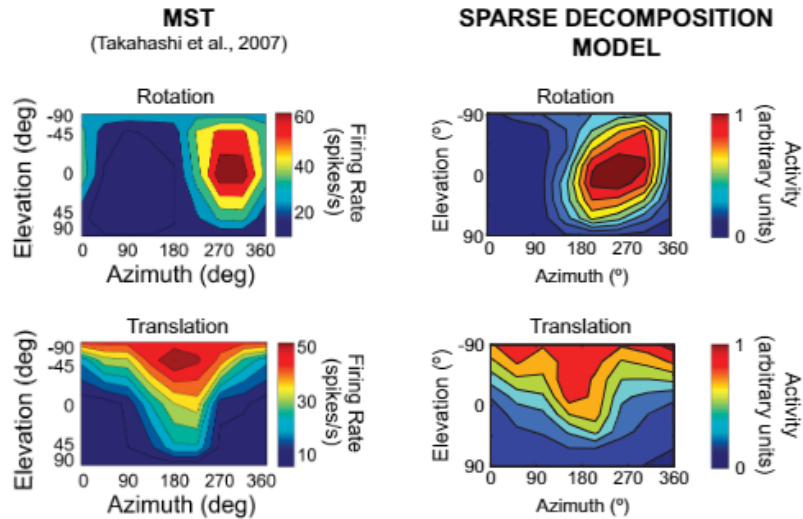 MST
(Takahashi et al., 2007)
SPARSE DECOMPOSITION
MODEL
Rotation
Elevation (deg)
-90
-45
0
45
90
0 90 180 270 360
Azimuth (deg)
60
40
20
Firing Rate
(spikes/s)
Rotation
Elevation (º)
-90
0
90
0 90 180 270 360
Azimuth (º)
1
0
Activity
(arbitrary units)
Translation
Elevation (deg)
-90
-45
0
45
90
0 90 180 270 360
Azimuth (deg)
50
30
10
Firing Rate
(spikes/s)
Translation
Elevation (º)
-90
0
90
0 90 180 270 360
Azimuth (º)
1
0
Activity
(arbitrary units)